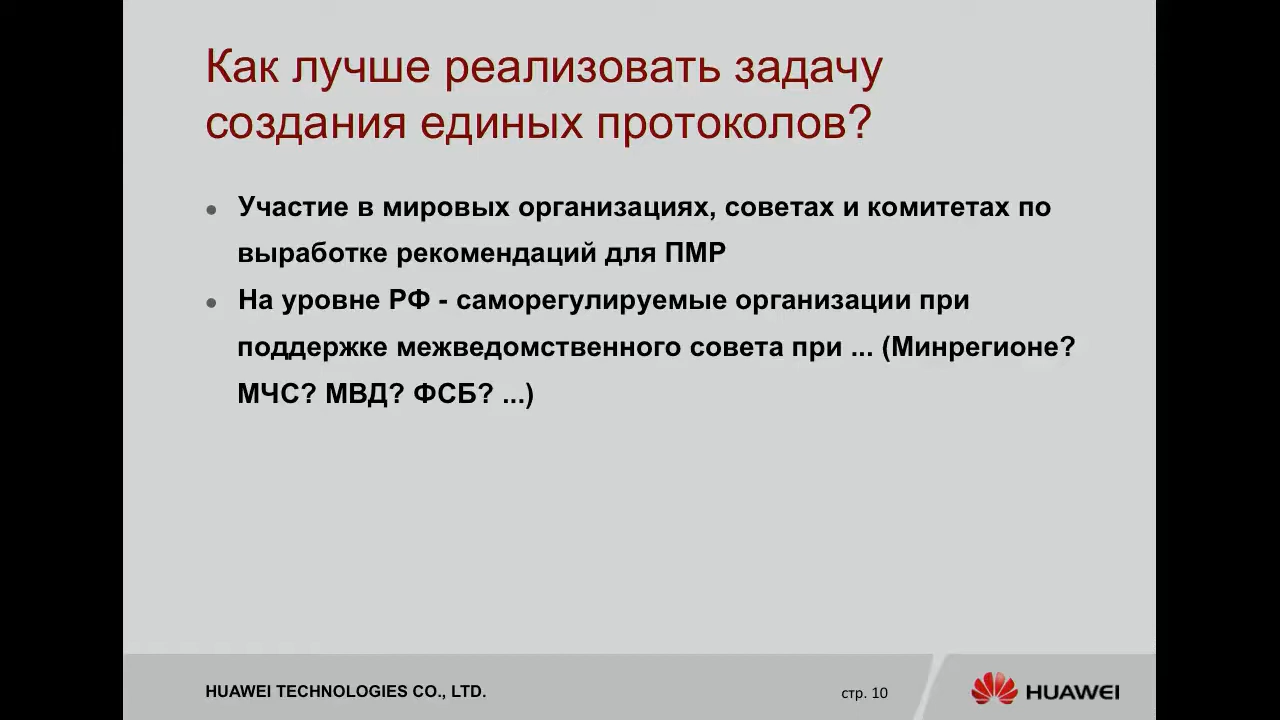 Как лучше реализовать задачу
создания единых протоколов?
● Участие в мировых организациях, советах и комитетах по
выработке рекомендаций для ПМР
● На уровне РФ - саморегулируемые организации при
поддержке межведомственного совета при ... (Минрегионе?
МЧС? МВД? ФСБ? ...)
HUAWEI TECHNOLOGIES CO., LTD.
стр. 10
HUAWEI